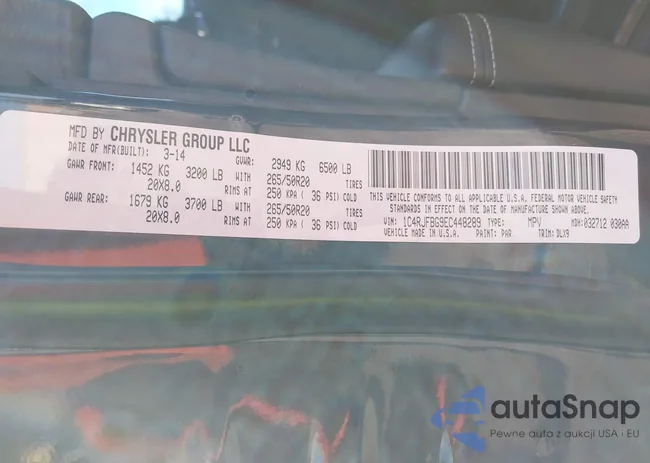 MFD BY CHRYSLER GROUP LLC
DATE OF MFR(BUILT): 3-14 GVWR: 2949 KG 6500 LB
GAWR FRONT: 1452 KG 3200 LB WITH 265/50R20 TIRES
20X8.0 RIMS AT 250 KPA ( 36 PSI) COLD
GAWR REAR: 1679 KG 3700 LB WITH 265/50R20 TIRES
20X8.0 RIMS AT 250 KPA ( 36 PSI) COLD
THIS VEHICLE CONFORMS TO ALL APPLICABLE U.S.A. FEDERAL MOTOR VEHICLE SAFETY
STANDARDS IN EFFECT ON THE DATE OF MANUFACTURE SHOWN ABOVE.
VIN: 1C4RJFBG9EC448289 TYPE: MPV MDH:032712 030AA
VEHICLE MADE IN U.S.A. PAINT: PAR TRIM: DLX9
autaSnap
Pewne auta z aukcji USA · EU